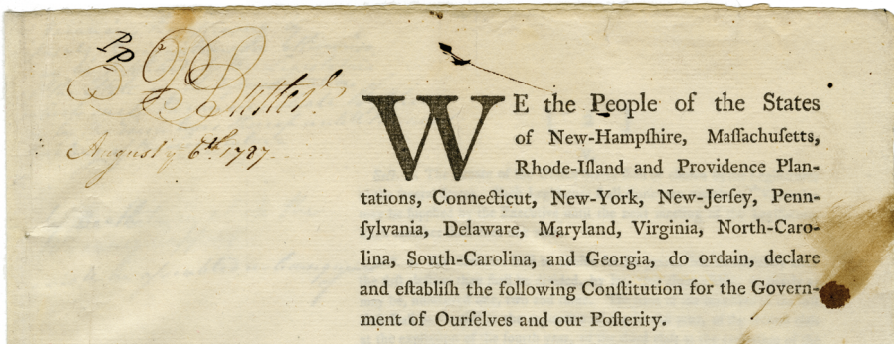 PP
P Butler
August 6th. 1787
WE the People of the States
of New-Hampſhire, Maſſachuſetts,
Rhode-Iſland and Providence Plan-
tations, Connecticut, New-York, New-Jerſey, Penn-
ſylvania, Delaware, Maryland, Virginia, North-Caro-
lina, South-Carolina, and Georgia, do ordain, declare
and eſtabliſh the following Conſtitution for the Govern-
ment of Ourſelves and our Poſterity.